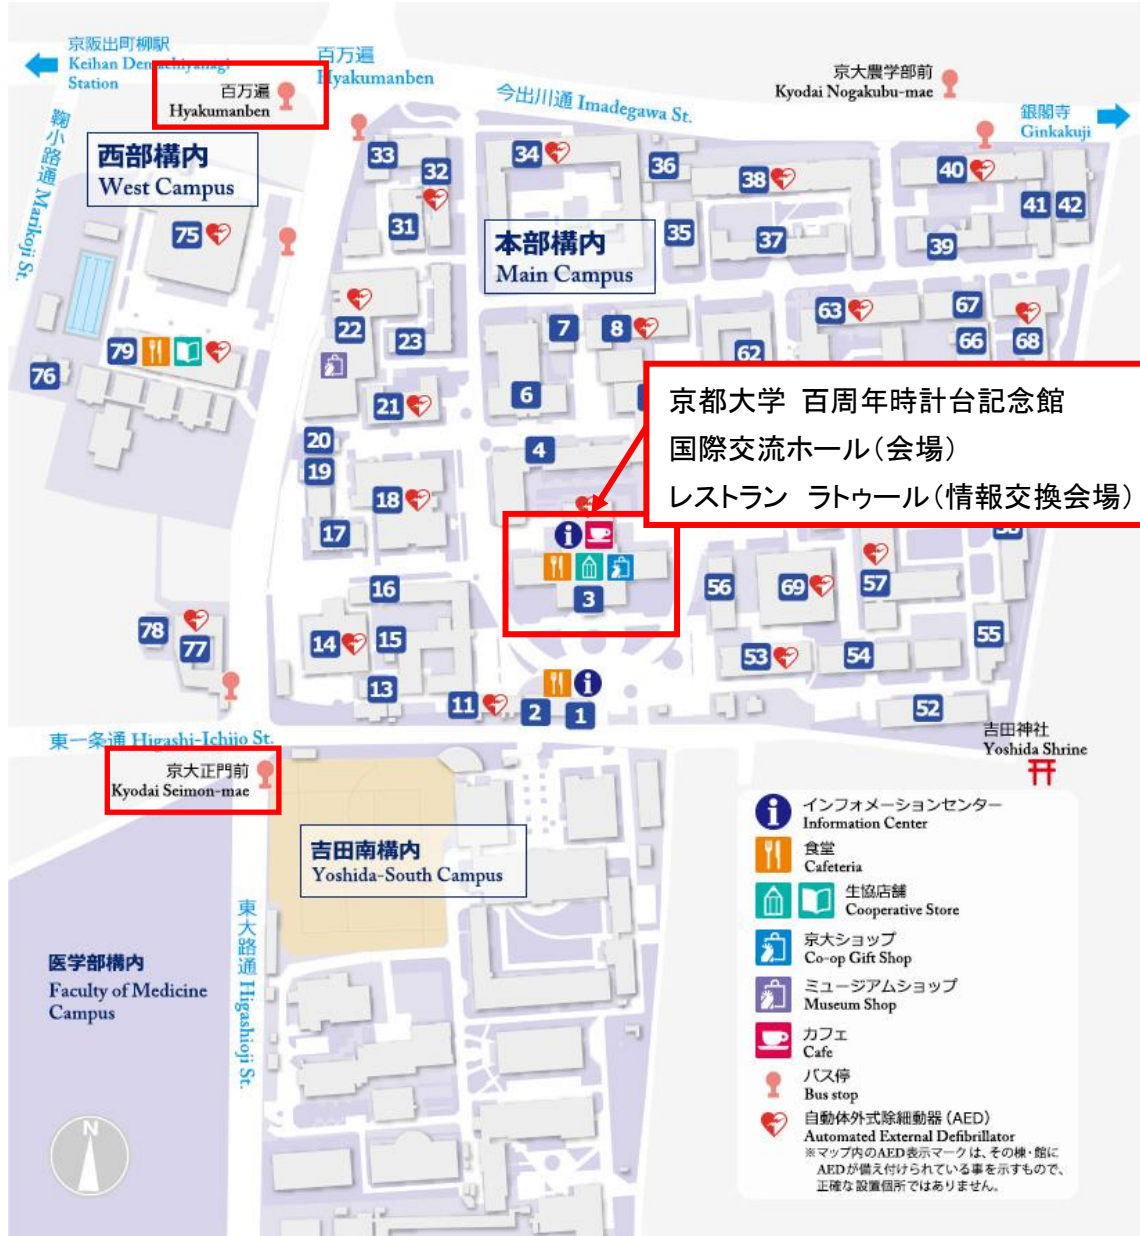 京阪出町柳駅
Keihan Demachiyanagi
Station
百万遍
Hyakumanben
百万遍
Hyakumanben
今出川通 Imadegawa St.
京大農学部前
Kyodai Nogakubu-mae
銀閣寺
Ginkakuji
鞠小路通 Marikoji St.
西部構内
West Campus
本部構内
Main Campus
33
32
31
34
36
38
35
37
40
41
42
39
75
79
76
22
23
21
20
19
18
17
7
8
6
4
62
63
67
66
68
京都大学 百周年時計台記念館
国際交流ホール(会場)
レストラン ラトゥール(情報交換会場)
3
16
14
15
13
11
2
1
78
77
56
69
57
55
53
54
52
東一条通 Higashi-Ichijo St.
京大正門前
Kyodai Seimon-mae
吉田神社
Yoshida Shrine
吉田南構内
Yoshida-South Campus
東大路通 Higashioji St.
医学部構内
Faculty of Medicine
Campus
N
インフォメーションセンター
Information Center
食堂
Cafeteria
生協店舗
Cooperative Store
京大ショップ
Co-op Gift Shop
ミュージアムショップ
Museum Shop
カフェ
Cafe
バス停
Bus stop
自動体外式除細動器(AED)
Automated External Defibrillator
※マップ内のAED表示マークは、その棟・館に
AEDが備え付けられている事を示すもので、
正確な設置個所ではありません。